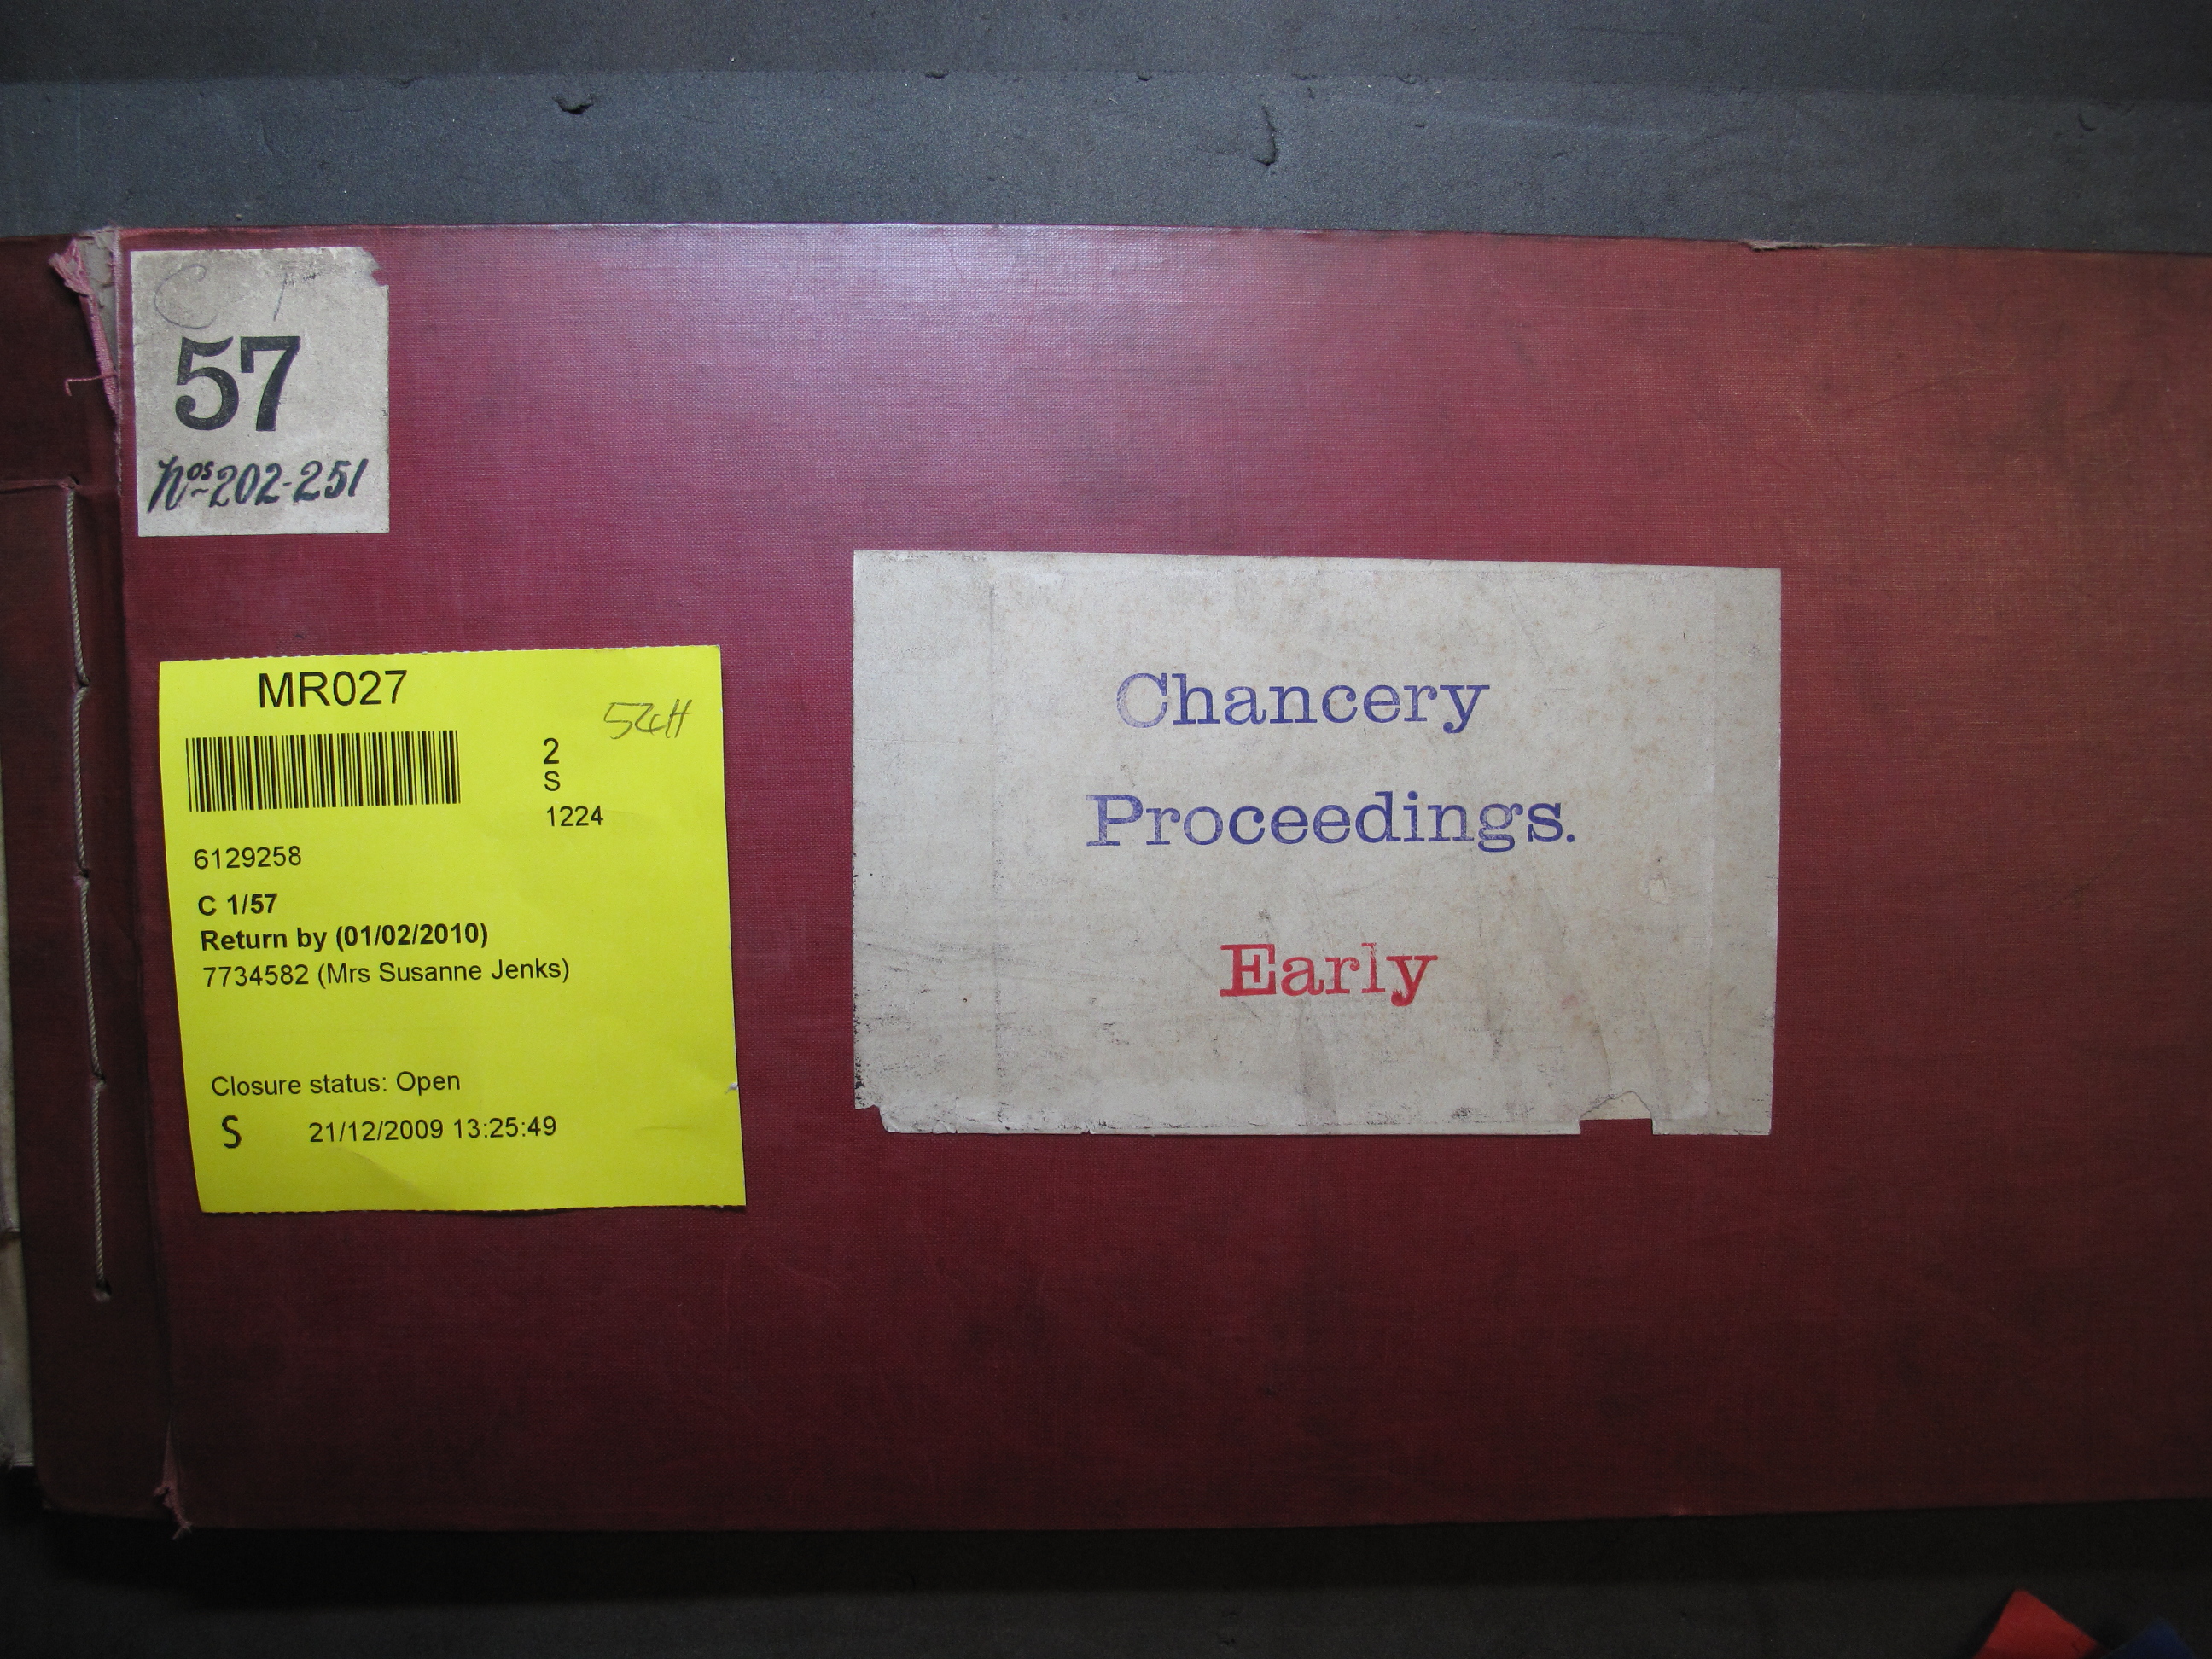 C 1
57
Nos 202-251
MR027
54H
2
S
1224
6129258
C 1/57
Return by (01/02/2010)
7734582 (Mrs Susanne Jenks)
Closure status: Open
S 21/12/2009 13:25:49
Chancery
Proceedings.
Early